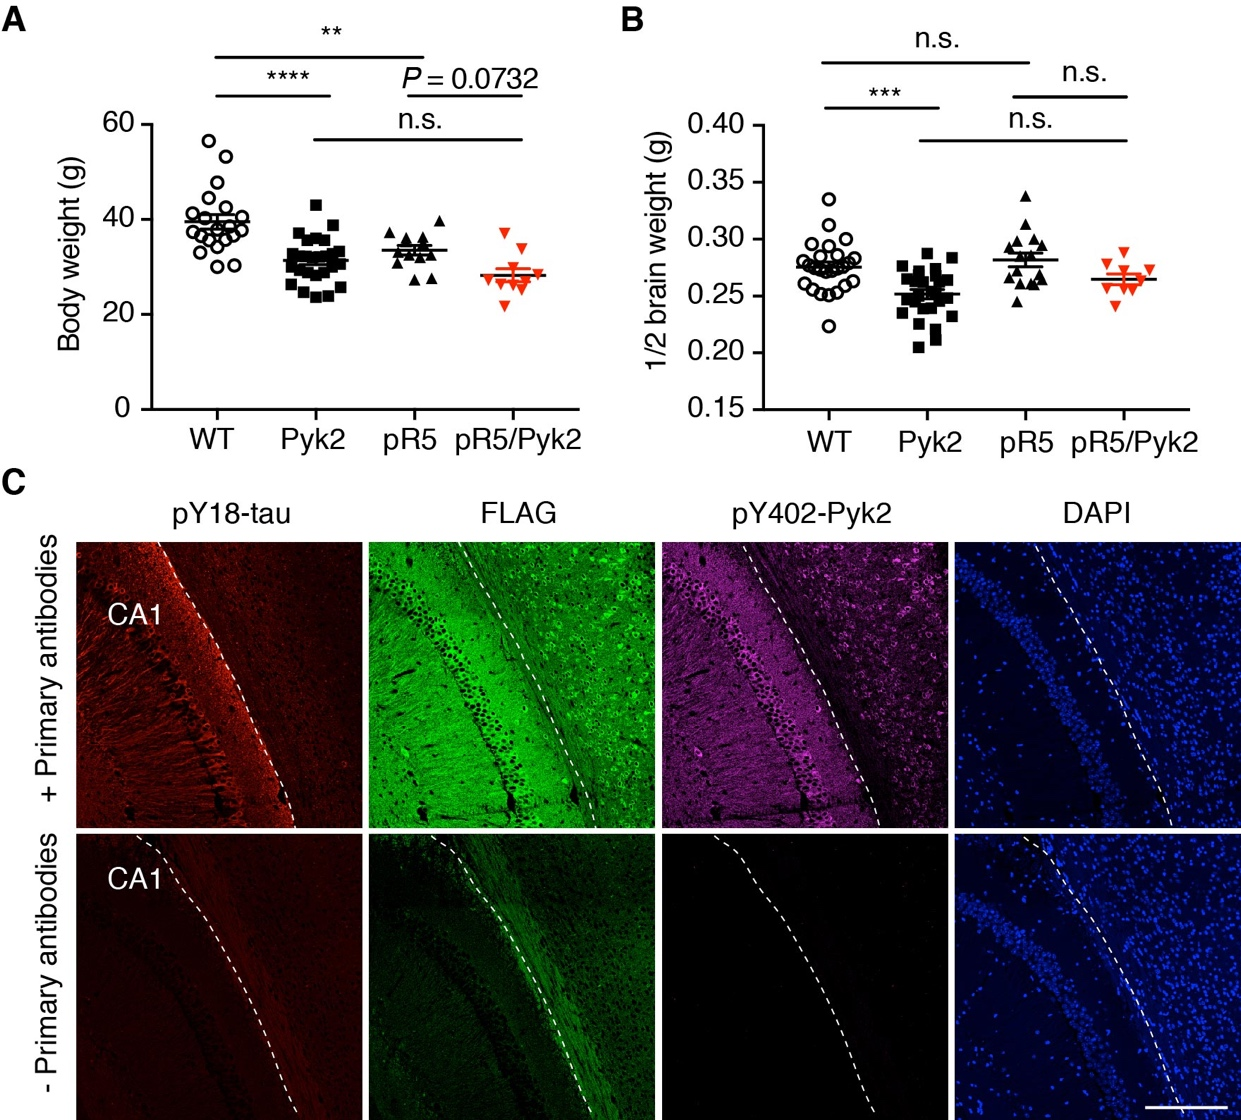 A
**
****
P = 0.0732
n.s.
60
40
20
0
Body weight (g)
WT Pyk2 pR5 pR5/Pyk2
B
n.s.
n.s.
***
n.s.
0.40
0.35
0.30
0.25
0.20
0.15
1/2 brain weight (g)
WT Pyk2 pR5 pR5/Pyk2
C
pY18-tau FLAG pY402-Pyk2 DAPI
+ Primary antibodies
CA1
- Primary antibodies
CA1